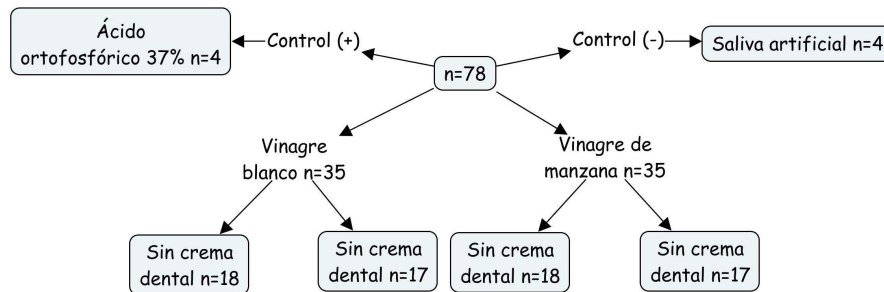 Ácido
ortofosfórico 37% n=4
Control (+)
Control (-)
Saliva artificial n=4
n=78
Vinagre
blanco n=35
Vinagre de
manzana n=35
Sin crema
dental n=18
Sin crema
dental n=17
Sin crema
dental n=18
Sin crema
dental n=17